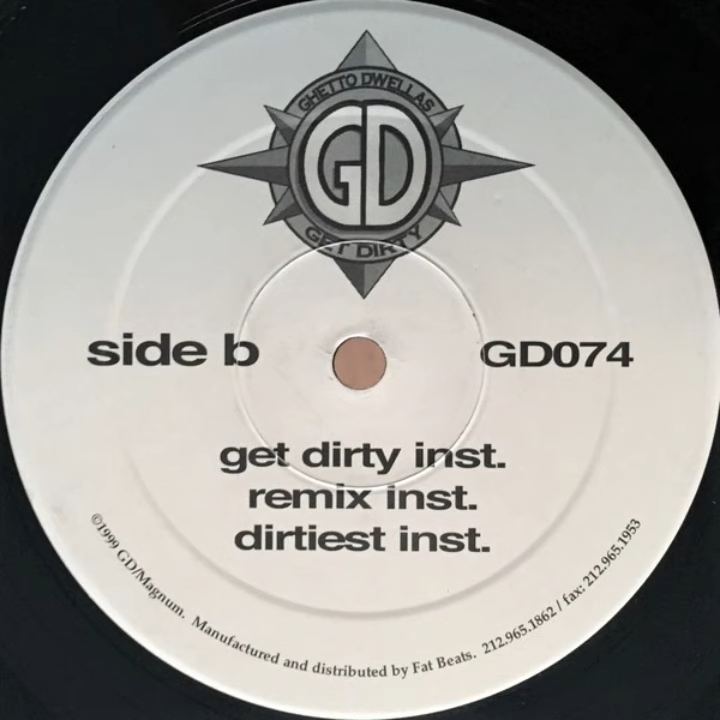 GHETTO DWELLAS
GD
GET DIRTY
side b
GD074
get dirty inst.
remix inst.
dirtiest inst.
©1999 GD/Magnum. Manufactured and distributed by Fat Beats. 212.965.1862 / fax: 212.965.1953